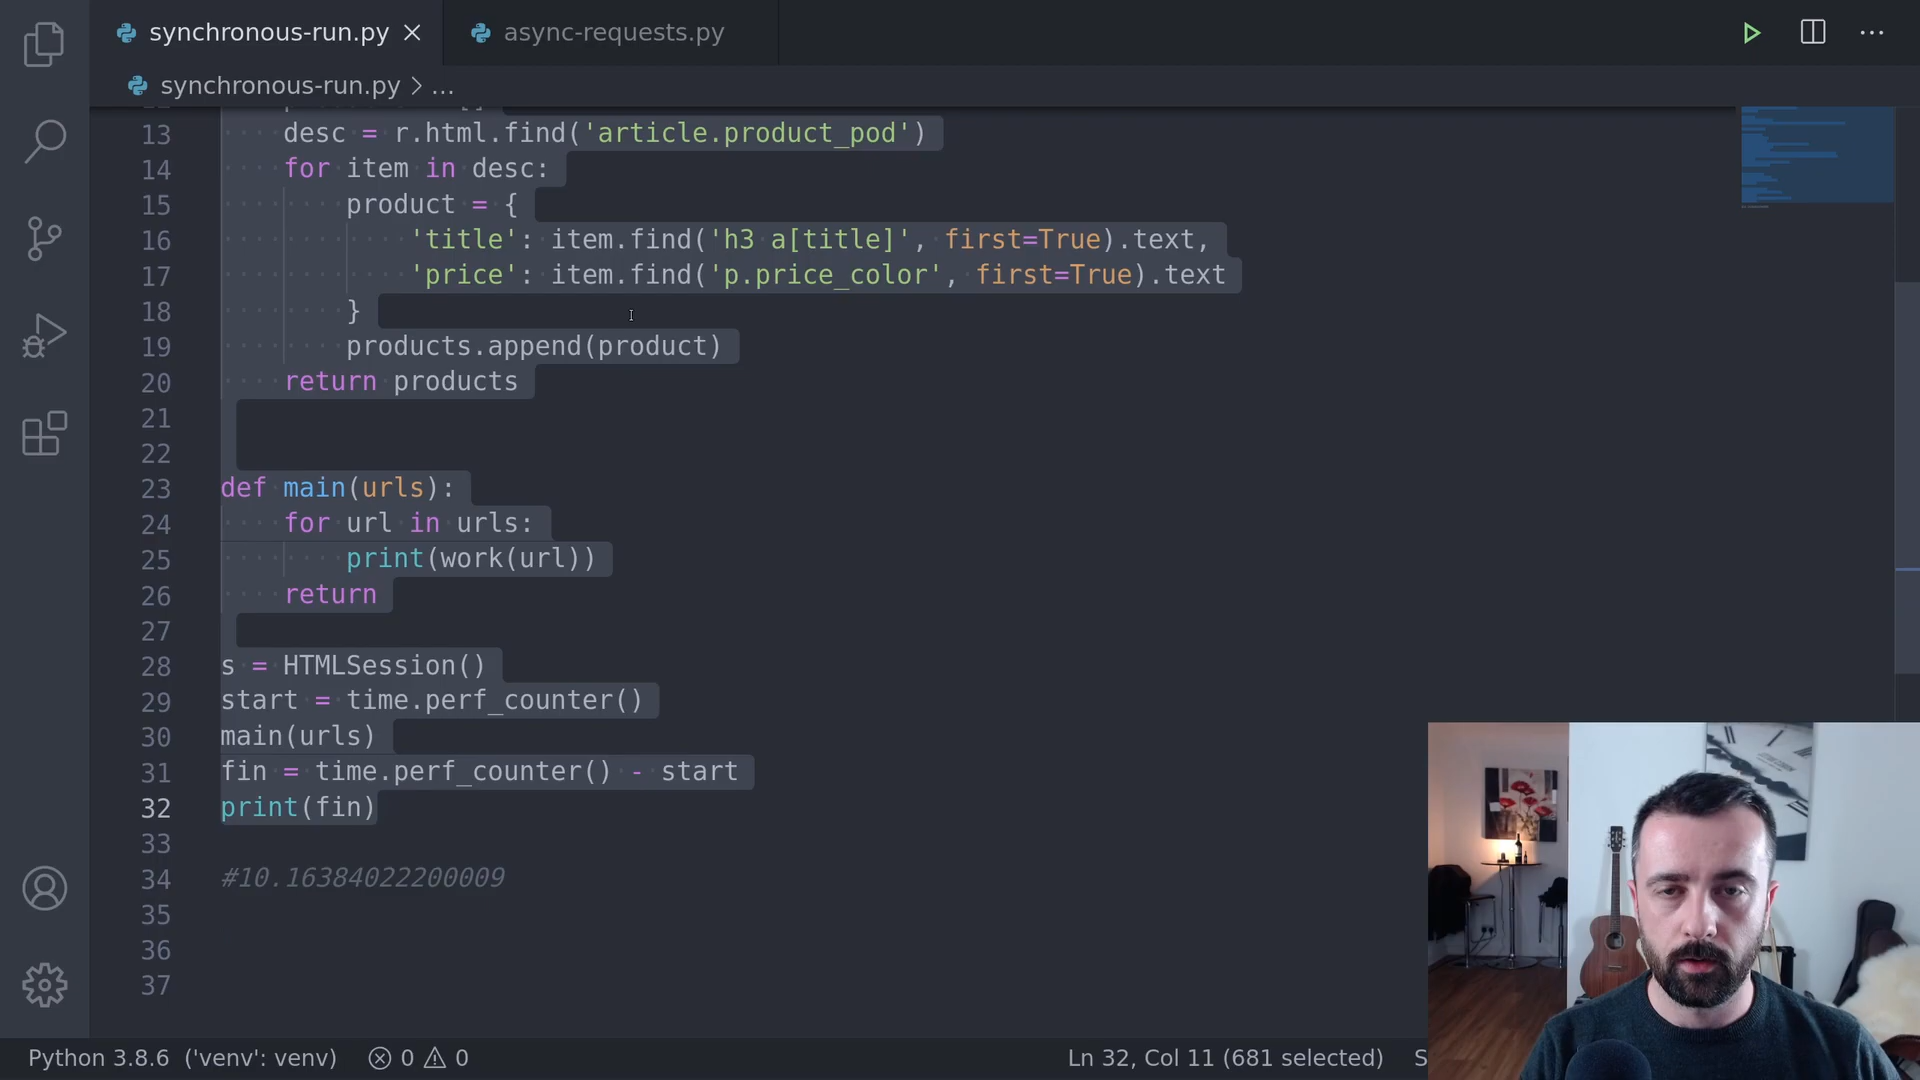 synchronous-run.py
async-requests.py
synchronous-run.py > ...
13 desc = r.html.find('article.product_pod')
14 for item in desc:
15 product = {
16 'title': item.find('h3 a[title]', first=True).text,
17 'price': item.find('p.price_color', first=True).text
18 }
19 products.append(product)
20 return products
21
22
23 def main(urls):
24 for url in urls:
25 print(work(url))
26 return
27
28 s = HTMLSession()
29 start = time.perf_counter()
30 main(urls)
31 fin = time.perf_counter() - start
32 print(fin)
33
34 #10.16384022200009
35
36
37
Python 3.8.6 ('venv': venv) 0 0 Ln 32, Col 11 (681 selected)